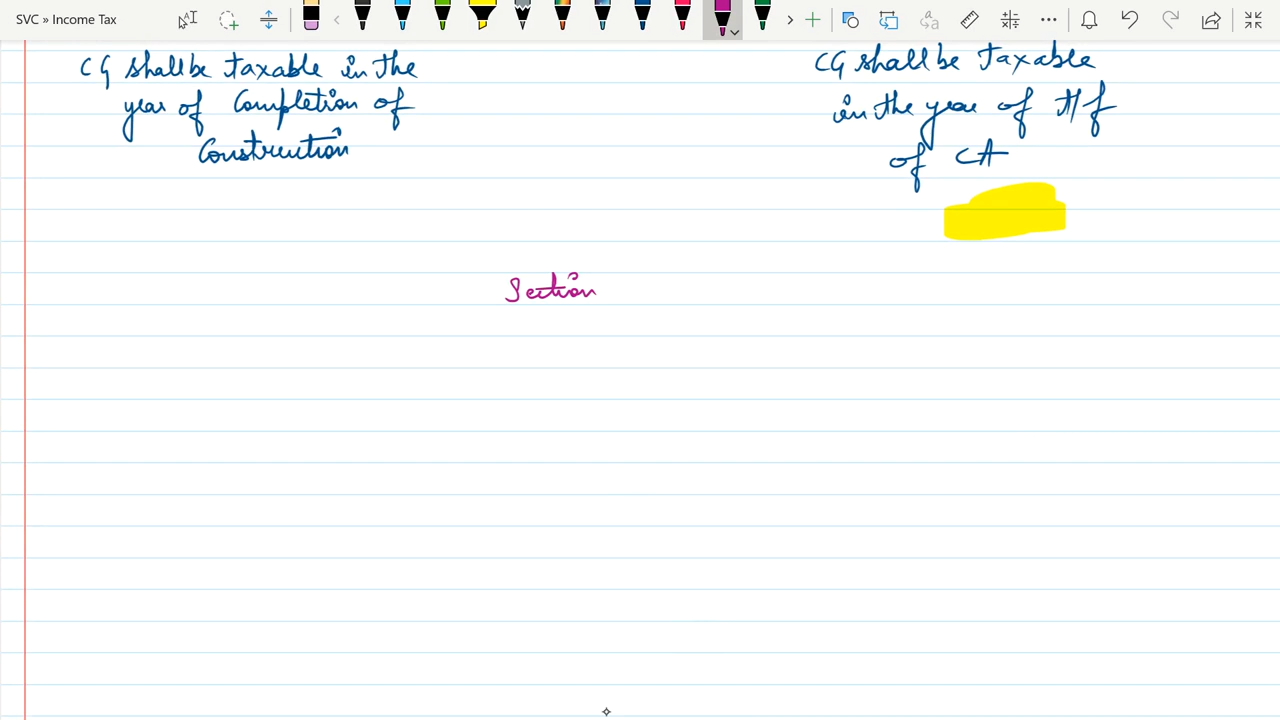 SVC » Income Tax
CG shall be taxable in the
year of Completion of
Construction
CG shall be Taxable
in the year of T/f
of CA
Section